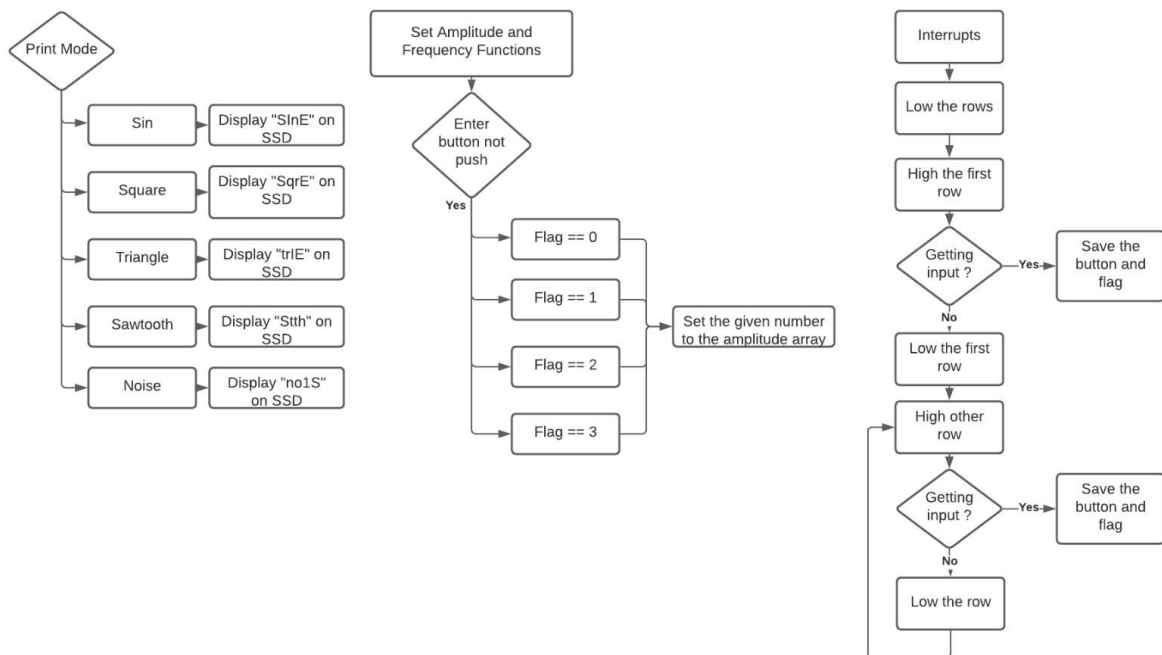 Print Mode
Sin
Display "SInE" on
SSD
Square
Display "SqrE" on
SSD
Triangle
Display "trIE" on
SSD
Sawtooth
Display "Stth" on
SSD
Noise
Display "no1S"
on SSD
Set Amplitude and
Frequency Functions
Enter
button not
push
Yes
Flag == 0
Flag == 1
Flag == 2
Flag == 3
Set the given number
to the amplitude array
Interrupts
Low the rows
High the first
row
Getting
input ?
Yes
Save the
button and
flag
No
Low the first
row
High other
row
Getting
input ?
Yes
Save the
button and
flag
No
Low the row